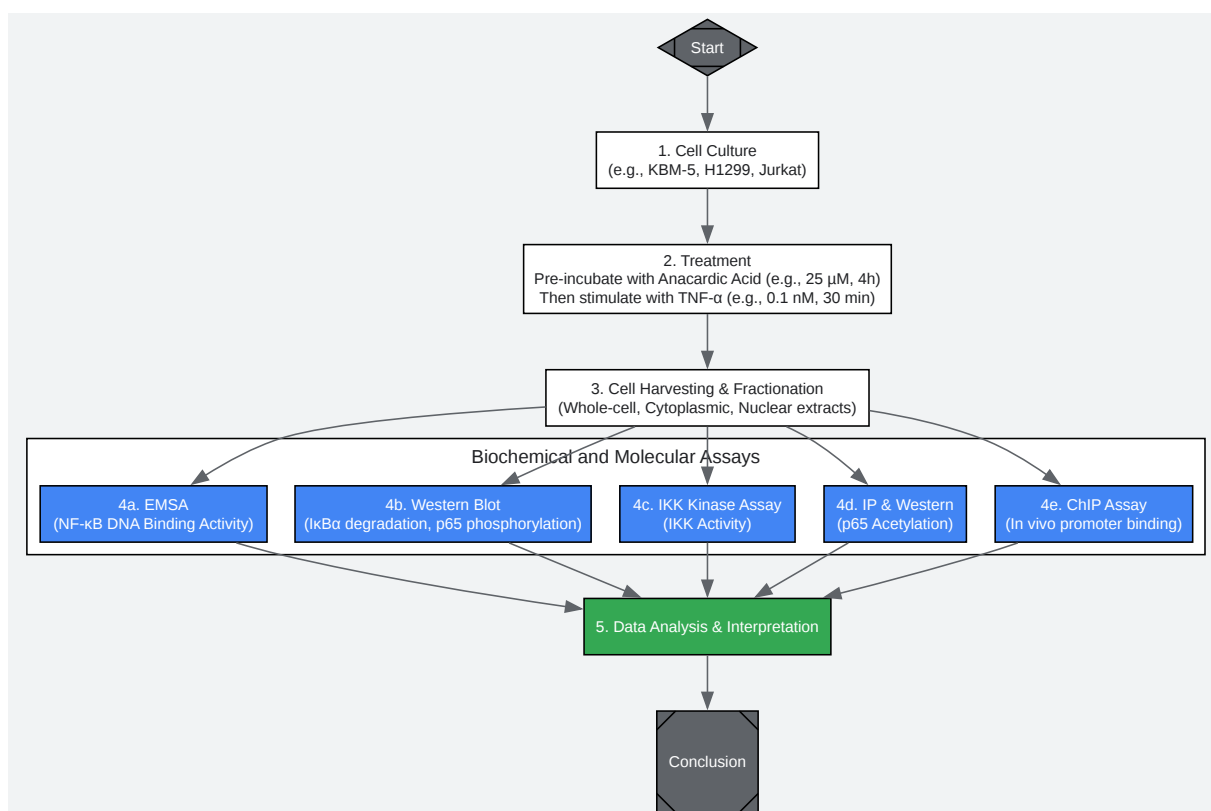 Start
1. Cell Culture
(e.g., KBM-5, H1299, Jurkat)
2. Treatment
Pre-incubate with Anacardic Acid (e.g., 25 µM, 4h)
Then stimulate with TNF-α (e.g., 0.1 nM, 30 min)
3. Cell Harvesting & Fractionation
(Whole-cell, Cytoplasmic, Nuclear extracts)
Biochemical and Molecular Assays
4a. EMSA
(NF-κB DNA Binding Activity)
4b. Western Blot
(IκBα degradation, p65 phosphorylation)
4c. IKK Kinase Assay
(IKK Activity)
4d. IP & Western
(p65 Acetylation)
4e. ChIP Assay
(In vivo promoter binding)
5. Data Analysis & Interpretation
Conclusion